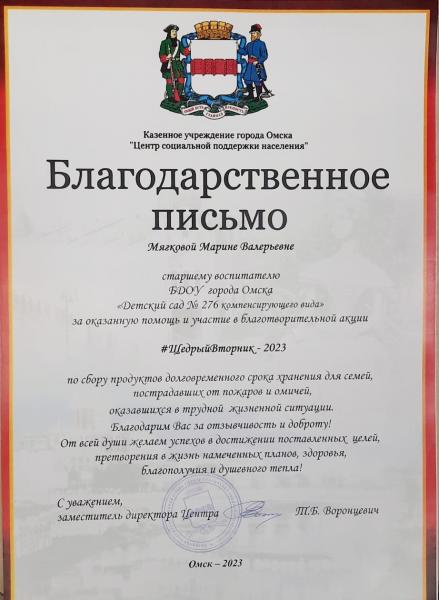 Казенное учреждение города Омска
"Центр социальной поддержки населения"
Благодарственное
письмо
Мягковой Марине Валерьевне
старшему воспитателю
БДОУ города Омска
«Детский сад № 276 компенсирующего вида»
за оказанную помощь и участие в благотворительной акции
#ЩедрыйВторник - 2023
по сбору продуктов долговременного срока хранения для семей,
пострадавших от пожаров и омичей,
оказавшихся в трудной жизненной ситуации.
Благодарим Вас за отзывчивость и доброту!
От всей души желаем успехов в достижении поставленных целей,
претворения в жизнь намеченных планов, здоровья,
благополучия и душевного тепла!
С уважением,
заместитель директора Центра
Т.Б. Воронцевич
Омск – 2023